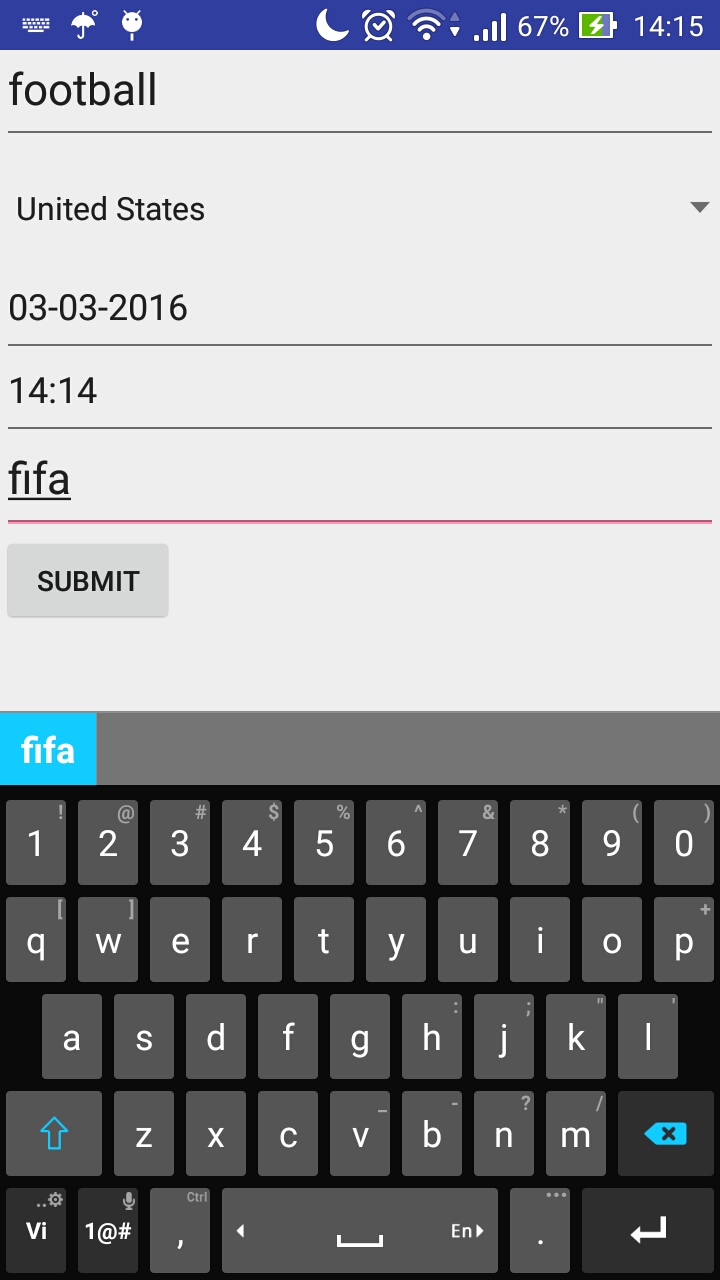 67% 14:15
football
United States
03-03-2016
14:14
fifa
SUBMIT
fifa
! @ # $ % ^ & * ( )
1 2 3 4 5 6 7 8 9 0
[ ] +
q w e r t y u i o p
: ; " '
a s d f g h j k l
_ - ? /
z x c v b n m
.. Ctrl •••
Vi 1@# , En .